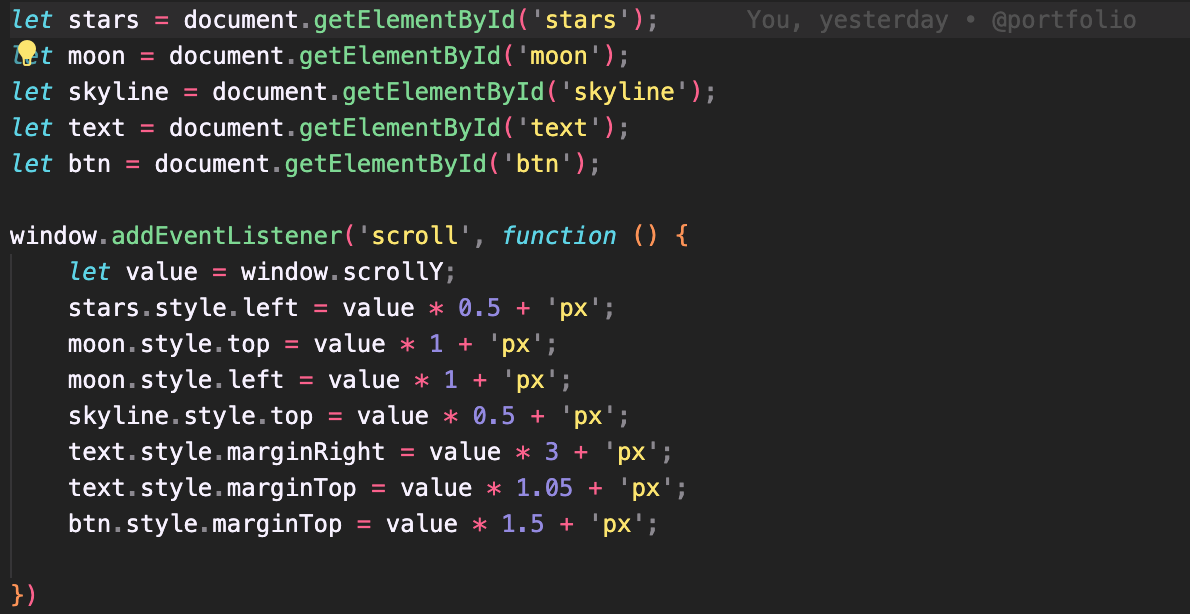 let stars = document.getElementById('stars');     You, yesterday • @portfolio
let moon = document.getElementById('moon');
let skyline = document.getElementById('skyline');
let text = document.getElementById('text');
let btn = document.getElementById('btn');

window.addEventListener('scroll', function () {
    let value = window.scrollY;
    stars.style.left = value * 0.5 + 'px';
    moon.style.top = value * 1 + 'px';
    moon.style.left = value * 1 + 'px';
    skyline.style.top = value * 0.5 + 'px';
    text.style.marginRight = value * 3 + 'px';
    text.style.marginTop = value * 1.05 + 'px';
    btn.style.marginTop = value * 1.5 + 'px';

})